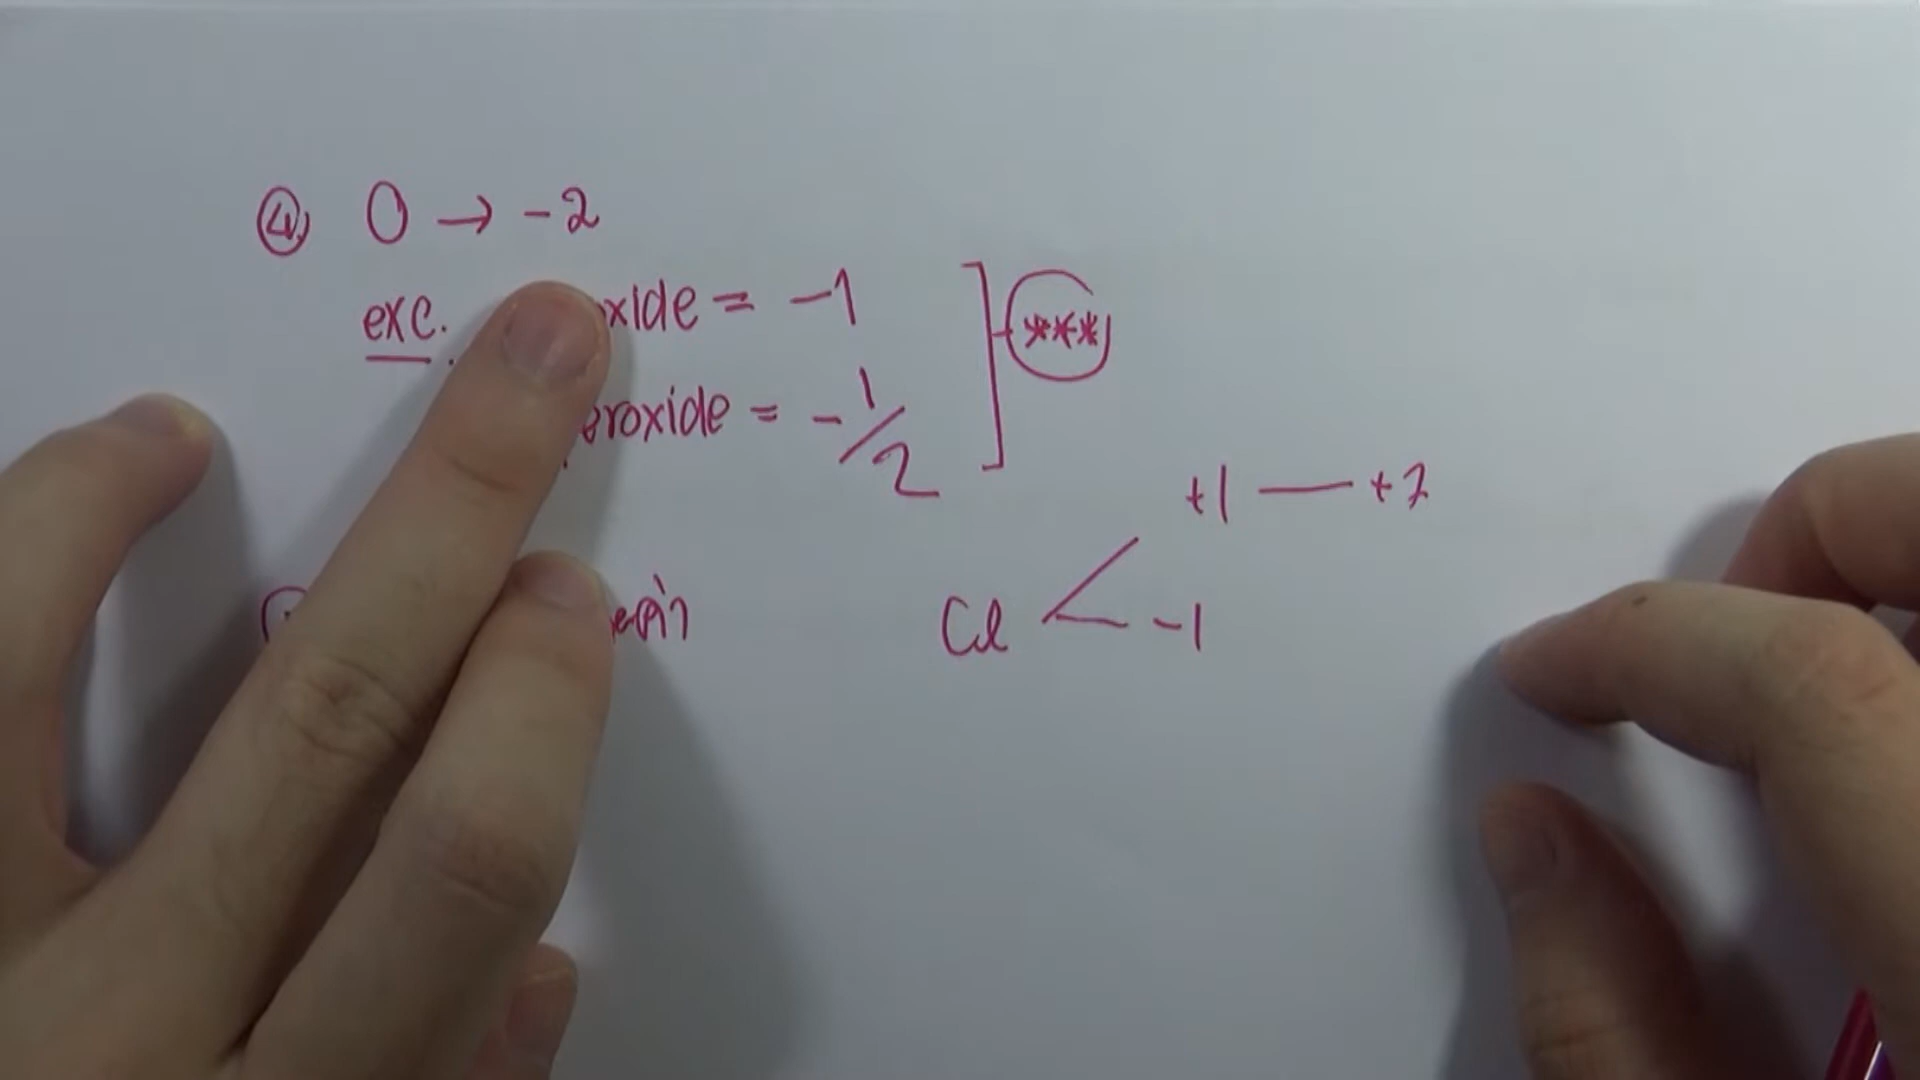 ④ O → -2
exc. xide = -1
***
eroxide = -1/2
+1 — +7
Cl < -1